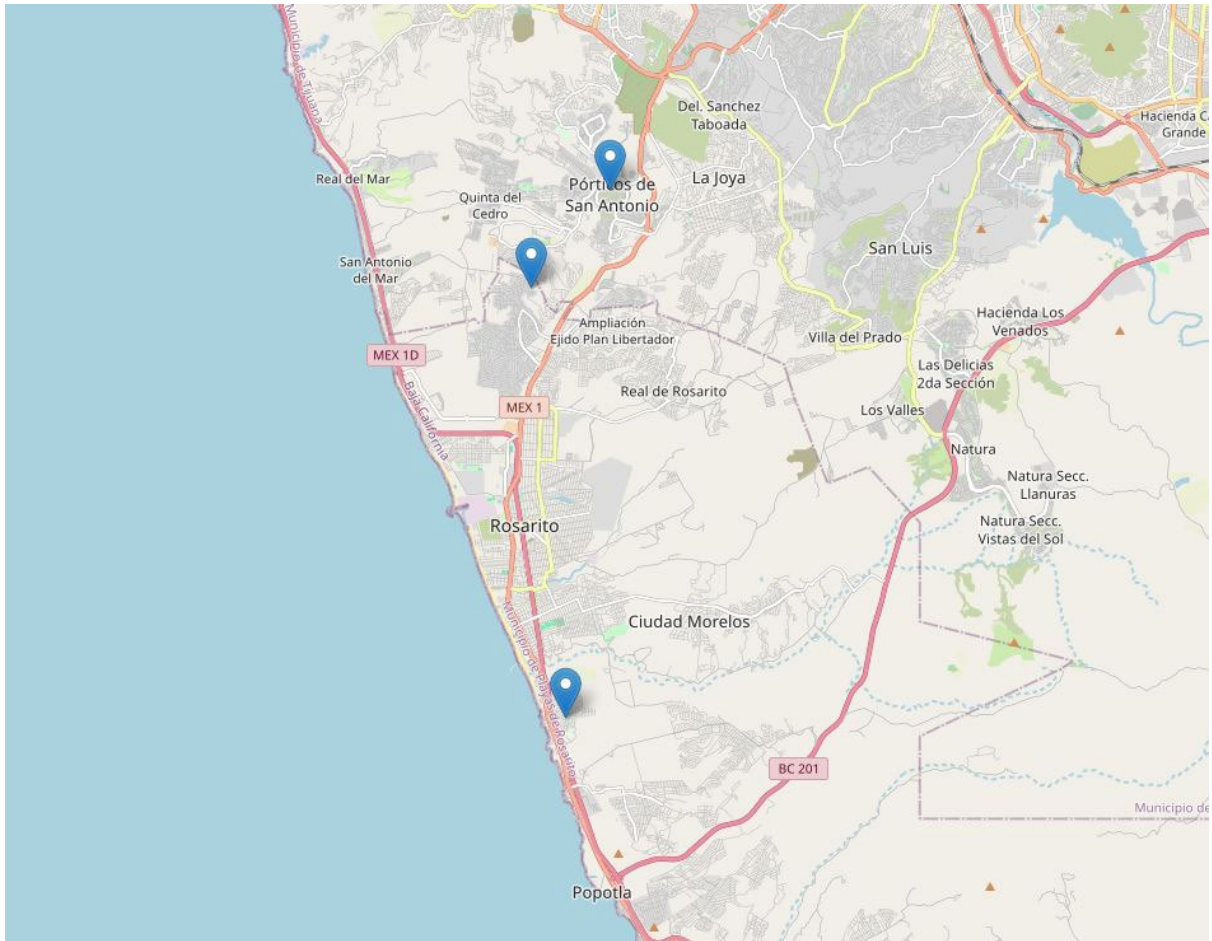 Municipio de Tijuana
Del. Sanchez
Taboada
Hacienda Ca
Grande
Real del Mar
Pórticos de
San Antonio
La Joya
Quinta del
Cedro
San Luis
San Antonio
del Mar
Hacienda Los
Venados
Ampliación
Ejido Plan Libertador
Villa del Prado
MEX 1D
Las Delicias
2da Sección
Baja California
Real de Rosarito
MEX 1
Los Valles
Natura
Natura Secc.
Llanuras
Rosarito
Natura Secc.
Vistas del Sol
Municipio de Playas de Rosarito
Ciudad Morelos
BC 201
Municipio de
Popotla